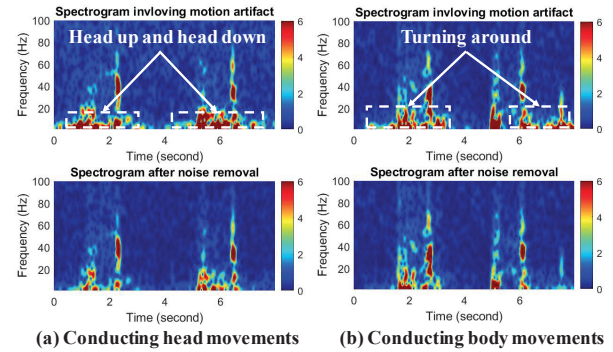 Spectrogram invloving motion artifact
Head up and head down
Frequency (Hz)
100
80
60
40
20
0 2 4 6
Time (second)
6
4
2
0
Spectrogram invloving motion artifact
Turning around
Frequency (Hz)
100
80
60
40
20
0 2 4 6
Time (second)
6
4
2
0
Spectrogram after noise removal
Frequency (Hz)
100
80
60
40
20
0 2 4 6
Time (second)
6
4
2
0
Spectrogram after noise removal
Frequency (Hz)
100
80
60
40
20
0 2 4 6
Time (second)
6
4
2
0
(a) Conducting head movements
(b) Conducting body movements